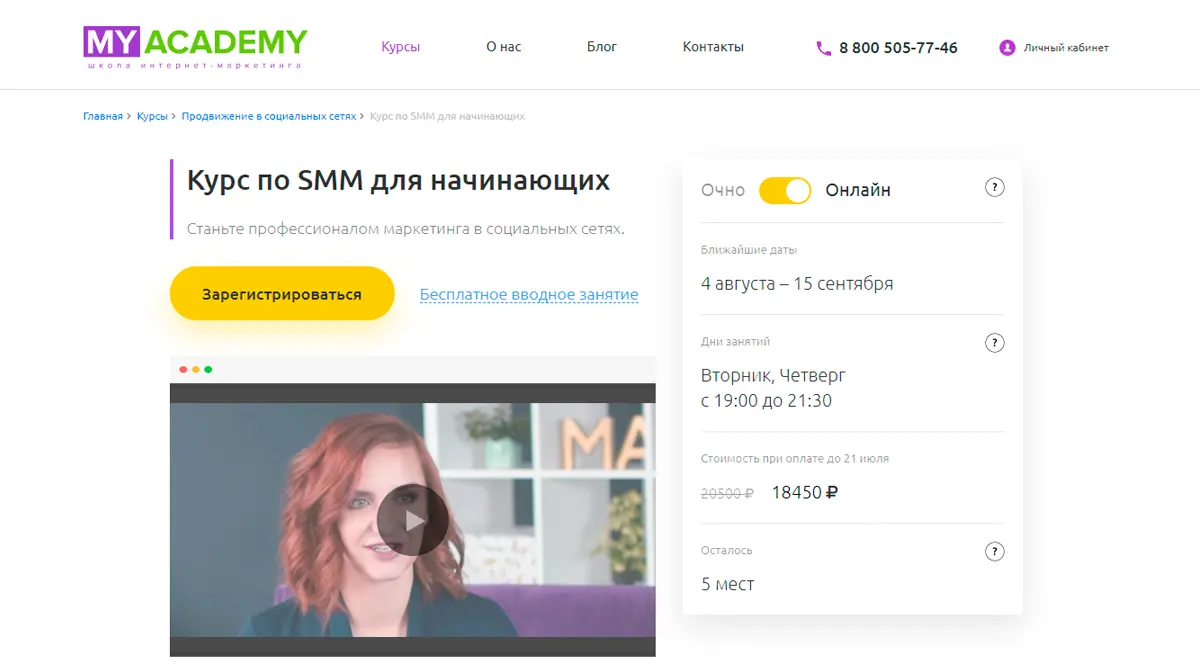 MY ACADEMY
школа интернет-маркетинга
Курсы
О нас
Блог
Контакты
8 800 505-77-46
Личный кабинет
Главная > Курсы > Продвижение в социальных сетях > Курс по SMM для начинающих
Курс по SMM для начинающих
Станьте профессионалом маркетинга в социальных сетях.
Зарегистрироваться
Бесплатное вводное занятие
MA
Очно
Онлайн
?
Ближайшие даты
4 августа – 15 сентября
Дни занятий
?
Вторник, Четверг
с 19:00 до 21:30
Стоимость при оплате до 21 июля
20500 ₽ 18450 ₽
Осталось
?
5 мест